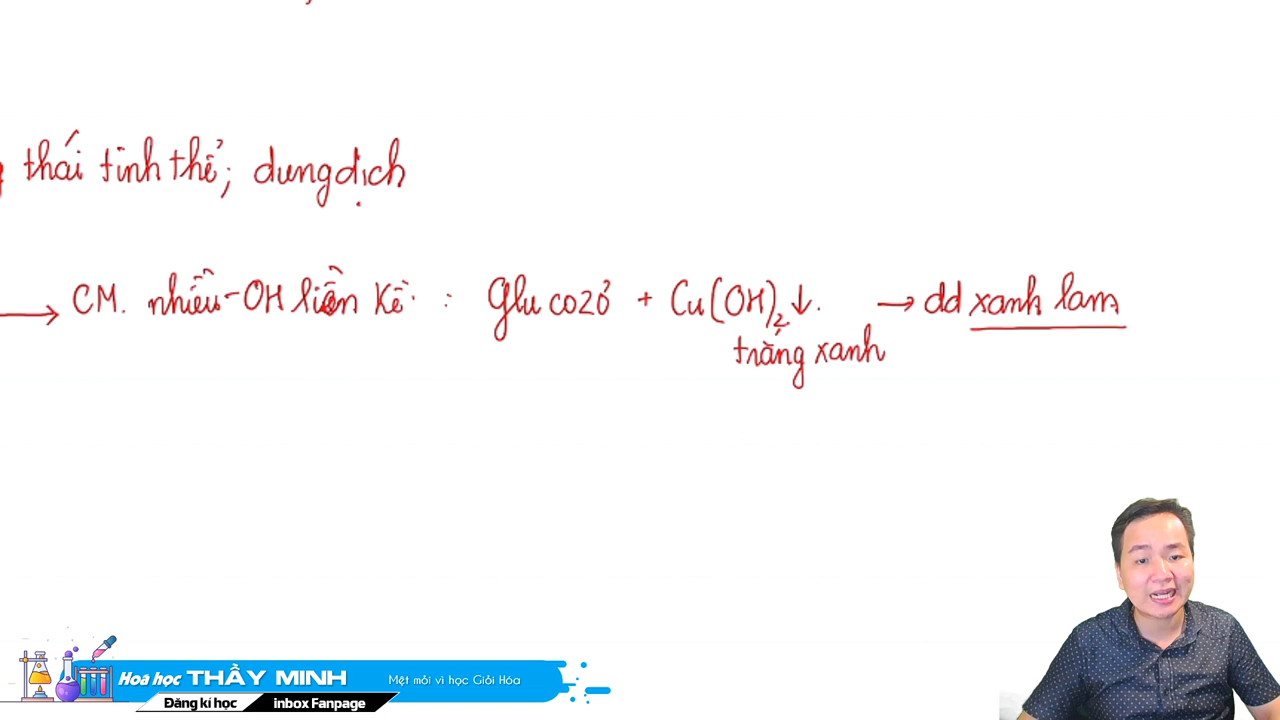 thái tinh thể; dung dịch
CM. nhiều -OH liền kề : Glucozơ + Cu(OH)2↓. → dd xanh lam
trắng xanh
Hoá học THẦY MINH
Mệt mỏi vì học Giỏi Hóa
Đăng kí học
inbox Fanpage